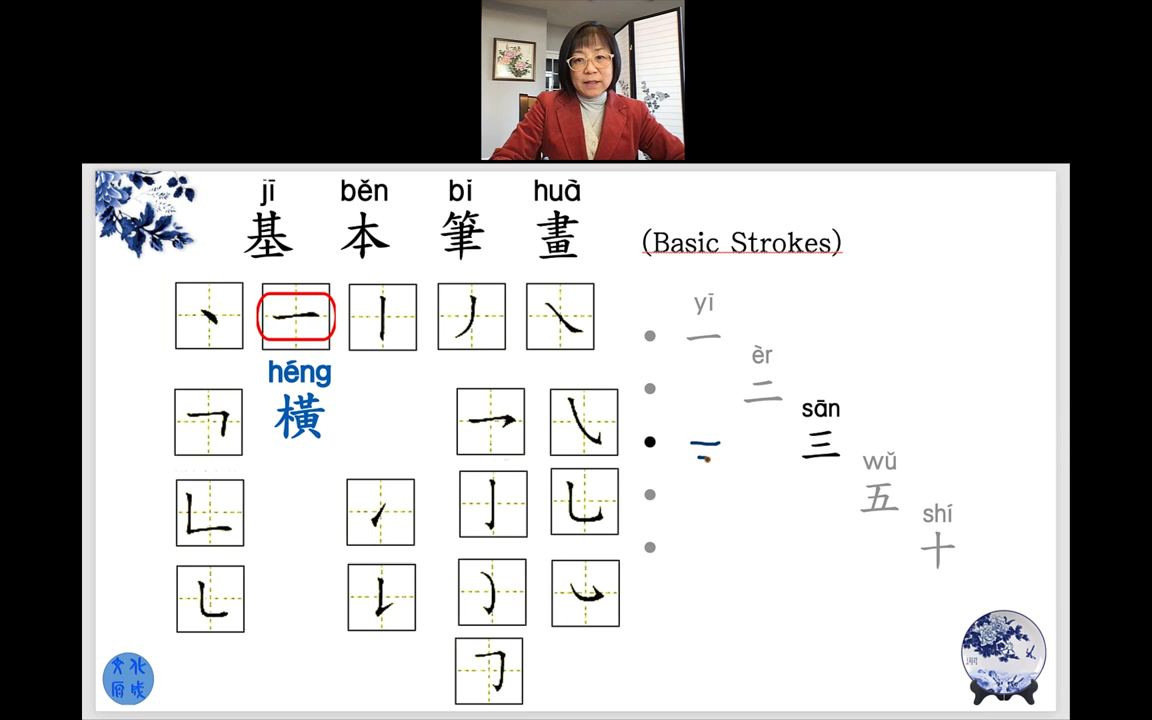 jī běn bǐ huà
基本筆畫
(Basic Strokes)
héng
橫
yī
一
èr
二
sān
三
wǔ
五
shí
十